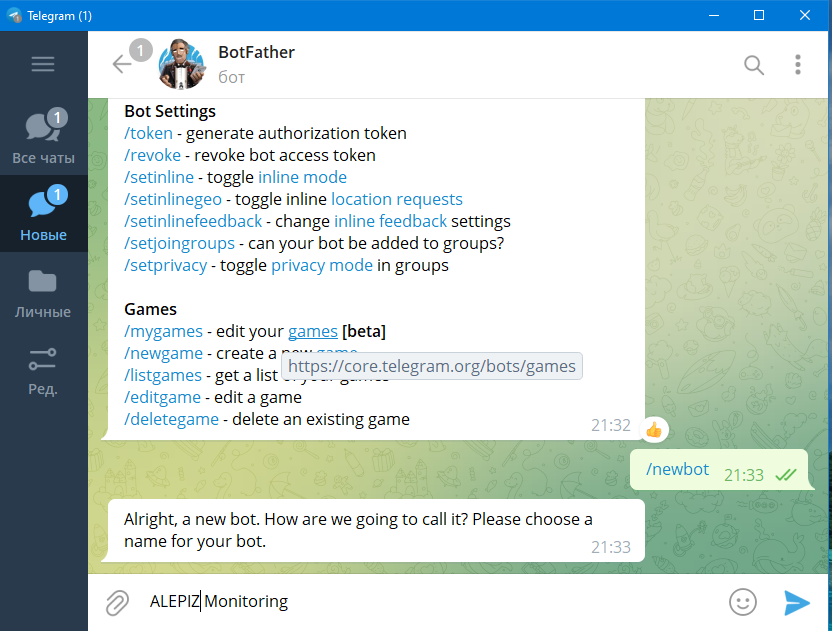 Telegram (1)
1
BotFather
бот
1
Все чаты
1
Новые
Личные
Ред.
Bot Settings
/token - generate authorization token
/revoke - revoke bot access token
/setinline - toggle inline mode
/setinlinegeo - toggle inline location requests
/setinlinefeedback - change inline feedback settings
/setjoingroups - can your bot be added to groups?
/setprivacy - toggle privacy mode in groups
Games
/mygames - edit your games [beta]
/newgame - create a new game
https://core.telegram.org/bots/games
/listgames - get a list of your games
/editgame - edit a game
/deletegame - delete an existing game
21:32
/newbot 21:33
Alright, a new bot. How are we going to call it? Please choose a
name for your bot.
21:33
ALEPIZ Monitoring